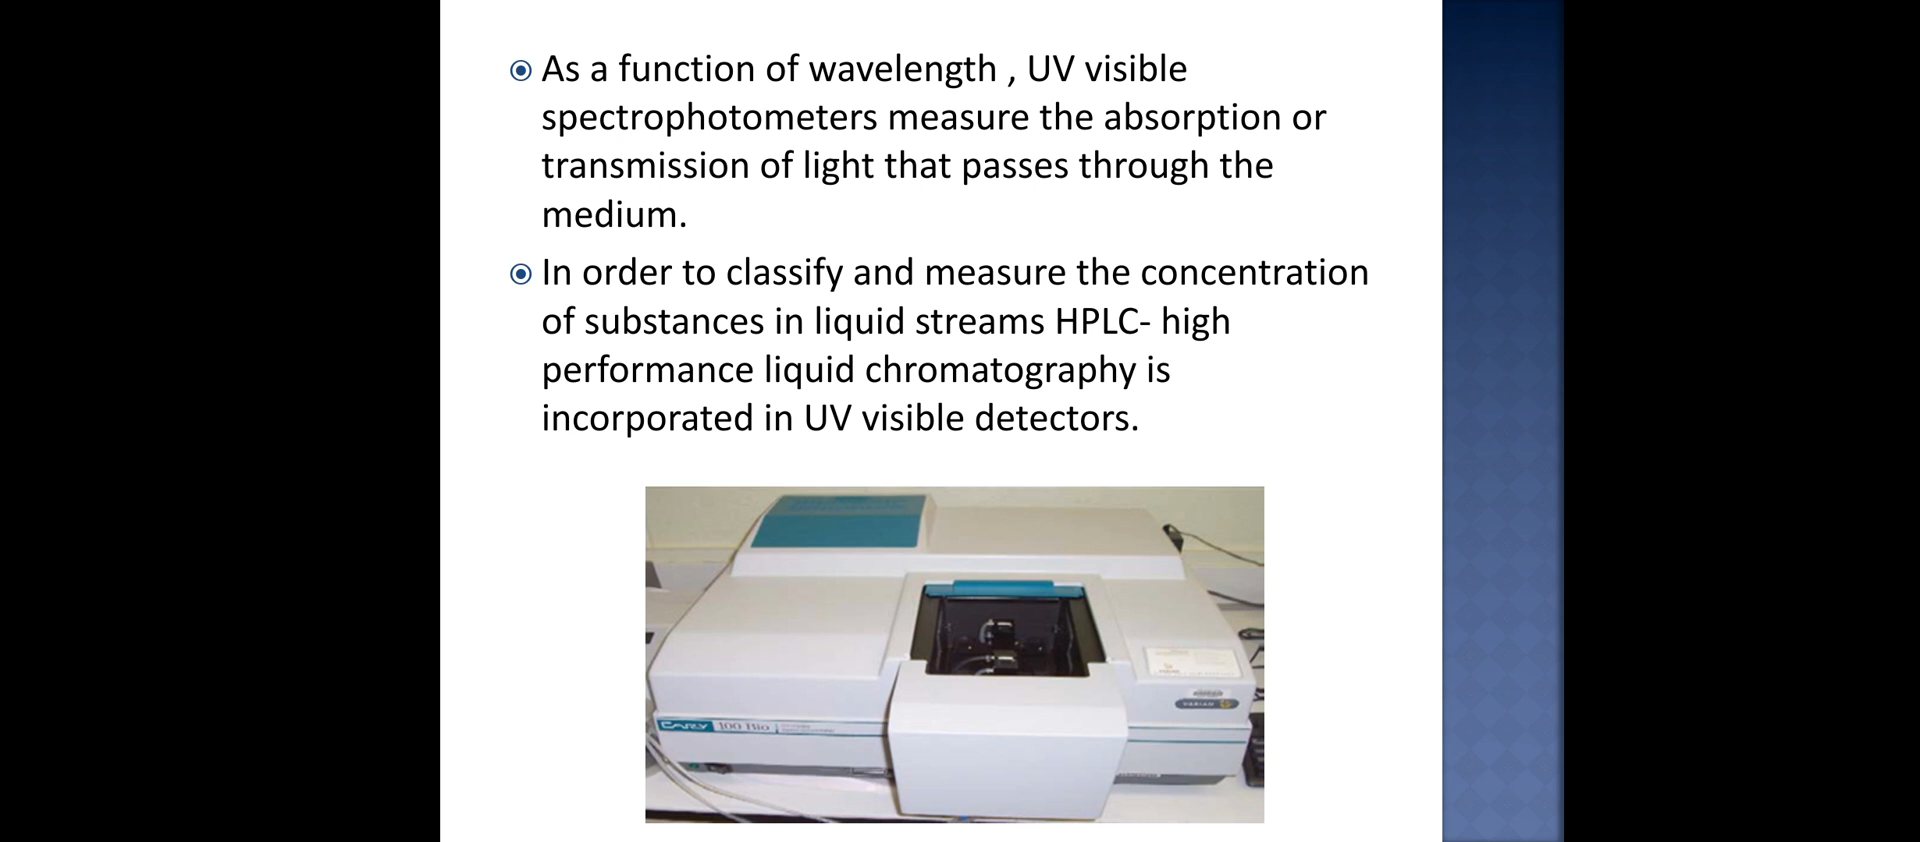 As a function of wavelength , UV visible
spectrophotometers measure the absorption or
transmission of light that passes through the
medium.
In order to classify and measure the concentration
of substances in liquid streams HPLC- high
performance liquid chromatography is
incorporated in UV visible detectors.
VARIAN
CARY 100 Bio